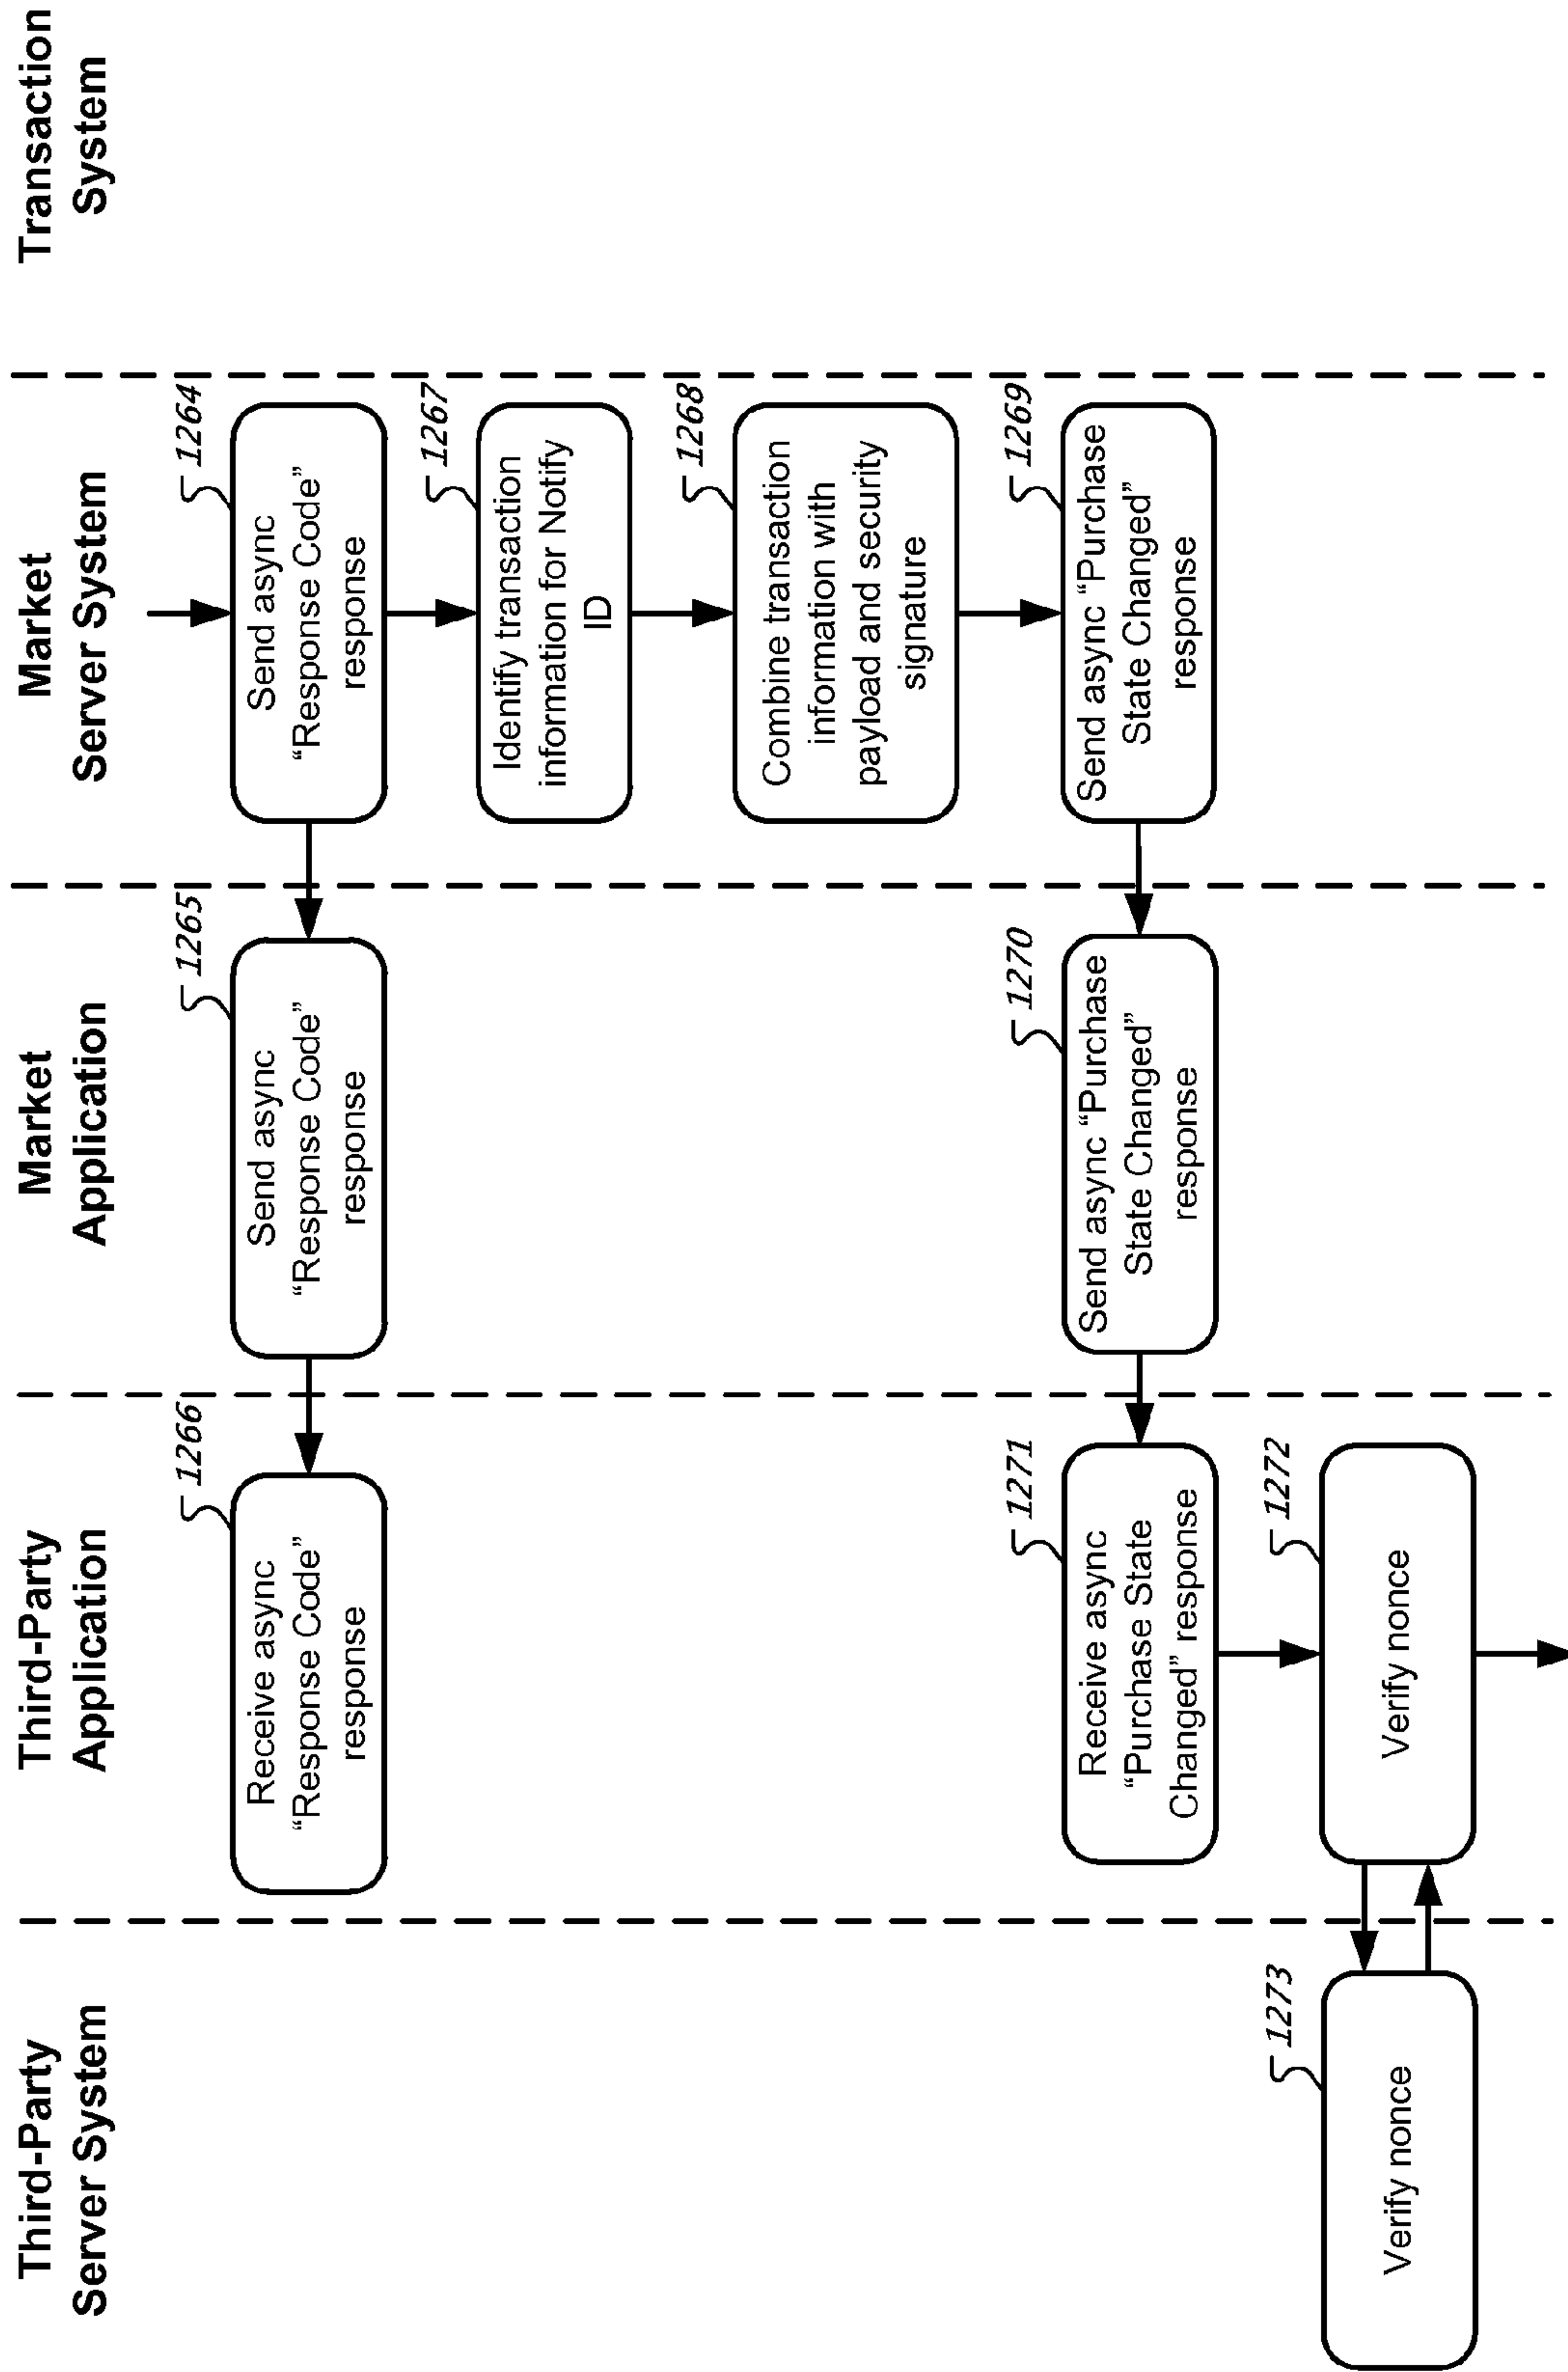 Third-Party
Server System
Third-Party
Application
Market
Application
Market
Server System
Transaction
System
1266
Receive async
“Response Code”
response
1265
Send async
“Response Code”
response
1264
Send async
“Response Code”
response
1267
Identify transaction
information for Notify
ID
1268
Combine transaction
information with
payload and security
signature
1271
Receive async
“Purchase State
Changed” response
1270
Send async “Purchase
State Changed”
response
1269
Send async “Purchase
State Changed”
response
1273
Verify nonce
1272
Verify nonce